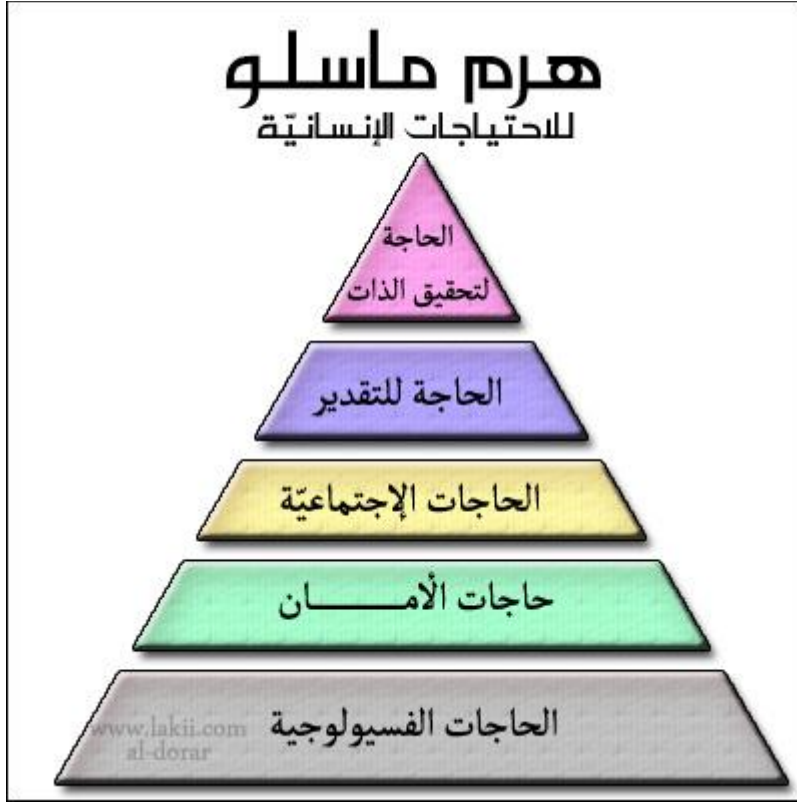 هرم ماسلو
للاحتياجات الإنسانيّة
الحاجة
لتحقيق الذات
الحاجة للتقدير
الحاجات الإجتماعيّة
حاجات الأمـــــــان
الحاجات الفسيولوجية
www.lakii.com
al-dorar